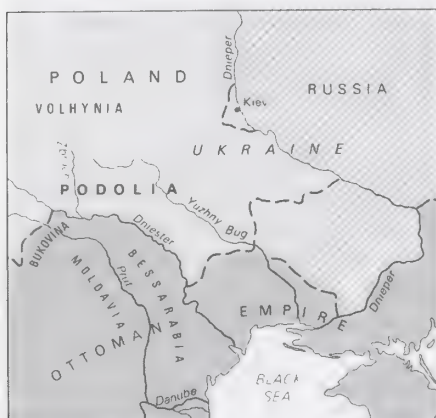 POLAND
VOLHYNIA
Dnieper
Kiev
RUSSIA
UKRAINE
PODOLIA
Yuzhny Bug
Dniester
BUKOVINA
MOLDAVIA
Prut
BESSARABIA
OTTOMAN EMPIRE
Dnieper
Danube
BLACK
SEA